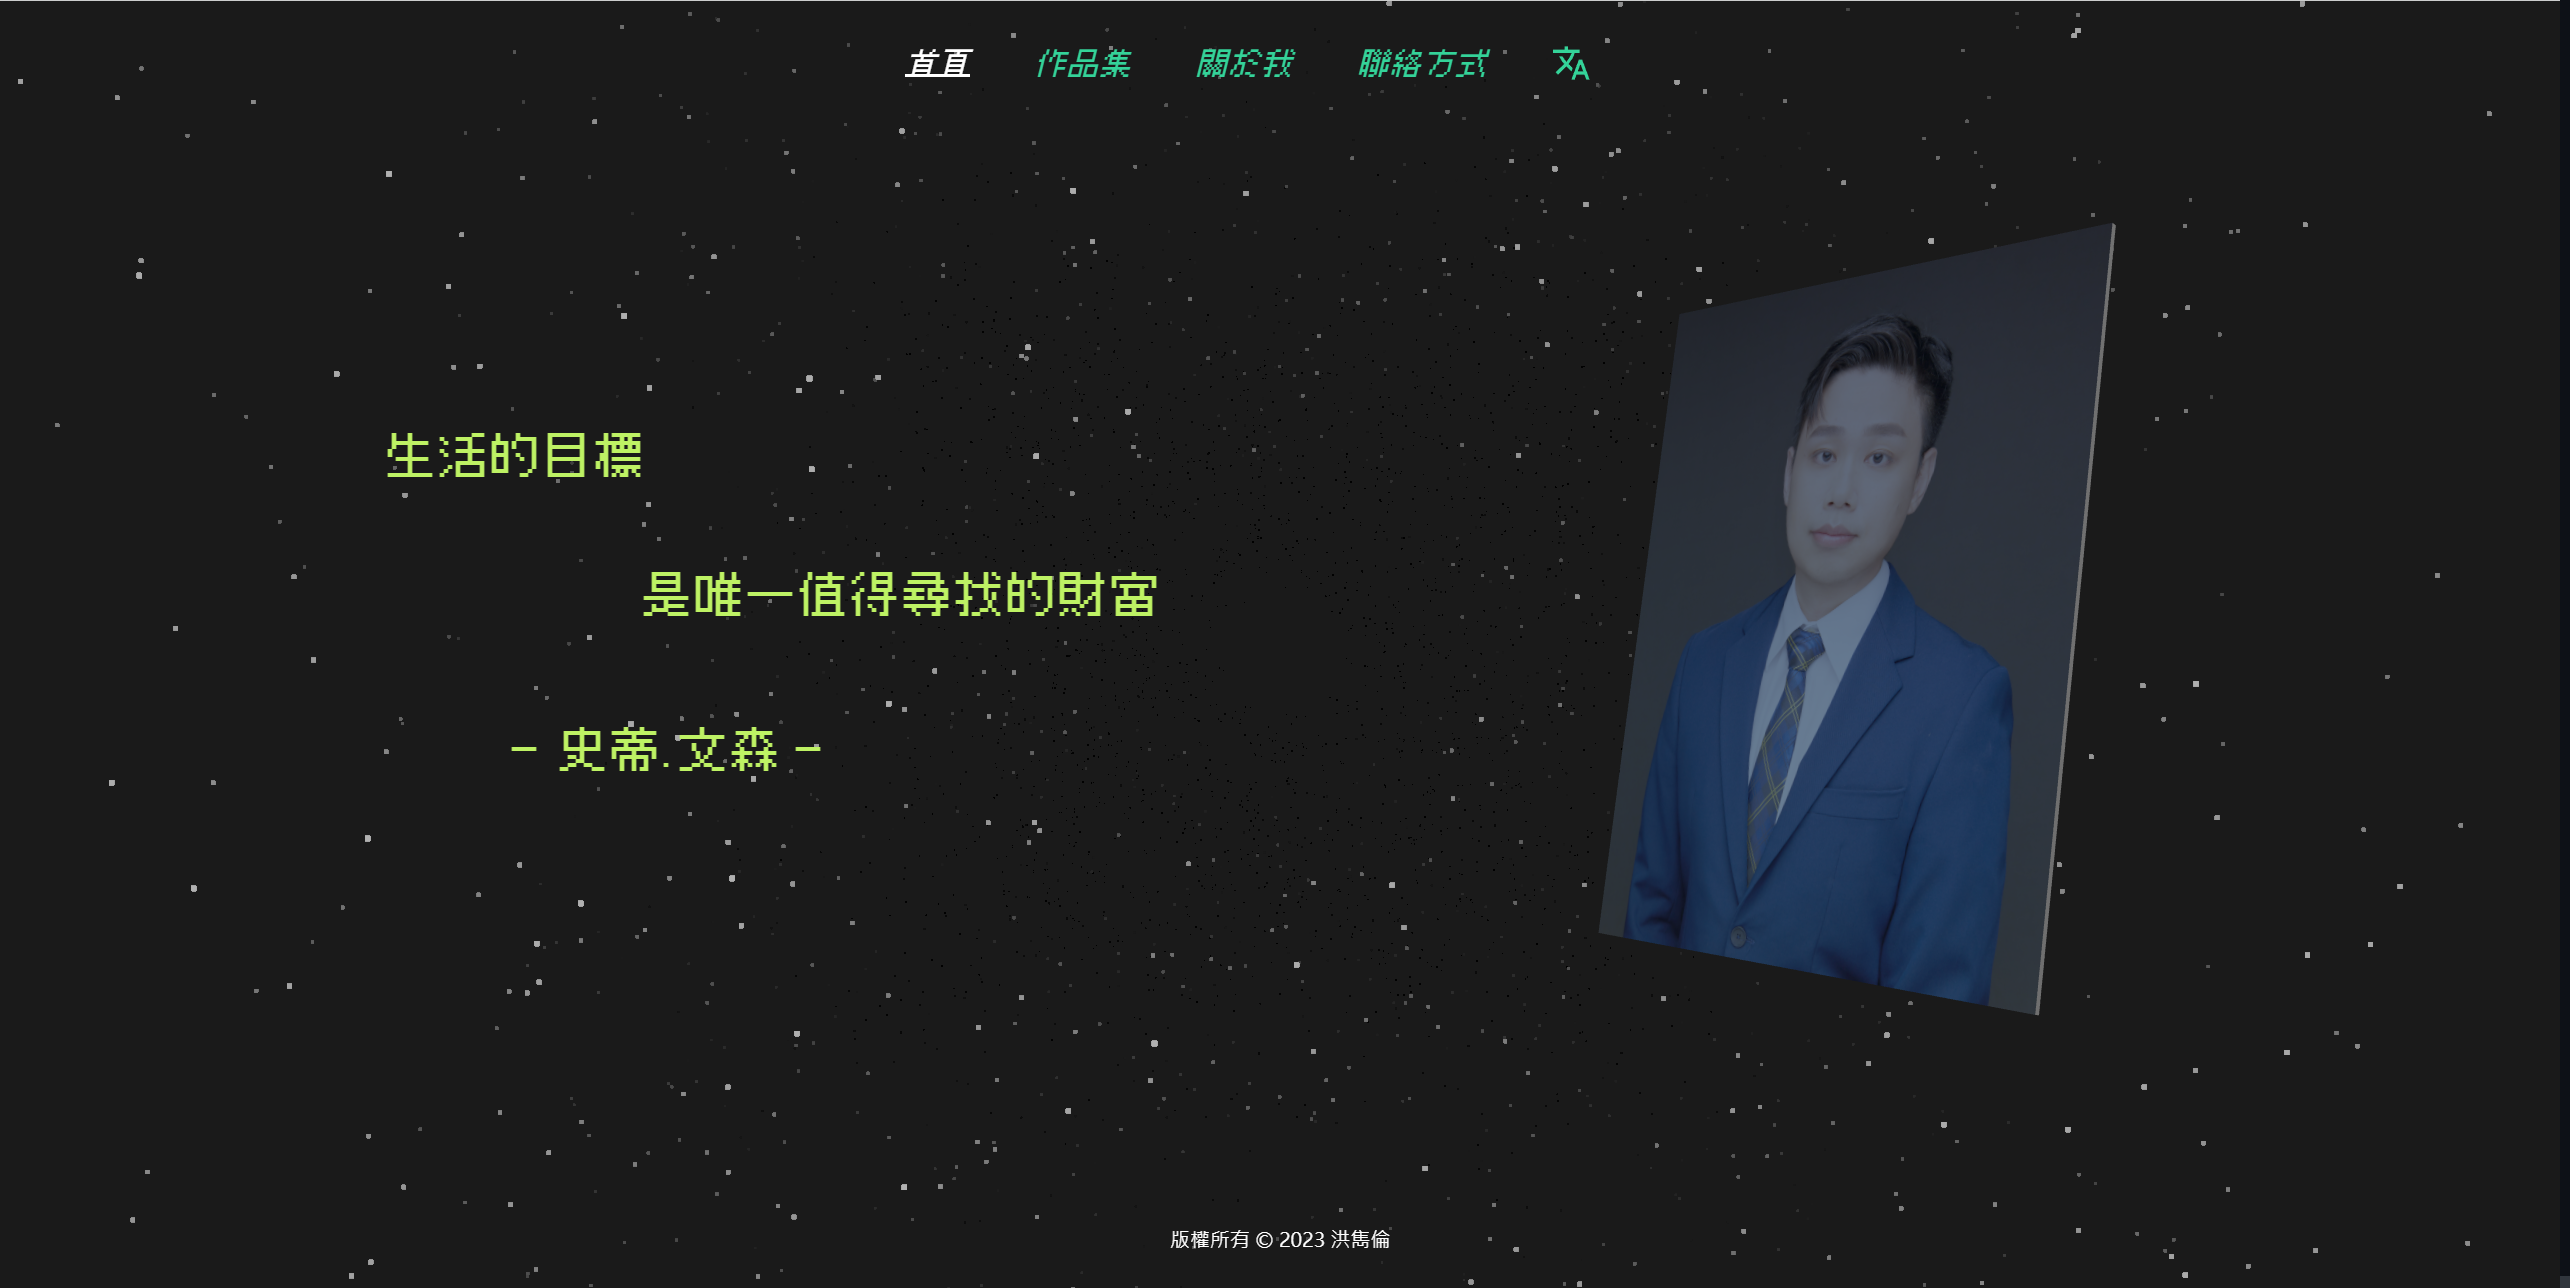 首頁 作品集 關於我 聯絡方式 文A
生活的目標
是唯一值得尋找的財富
- 史蒂.文森 -
版權所有 © 2023 洪雋倫